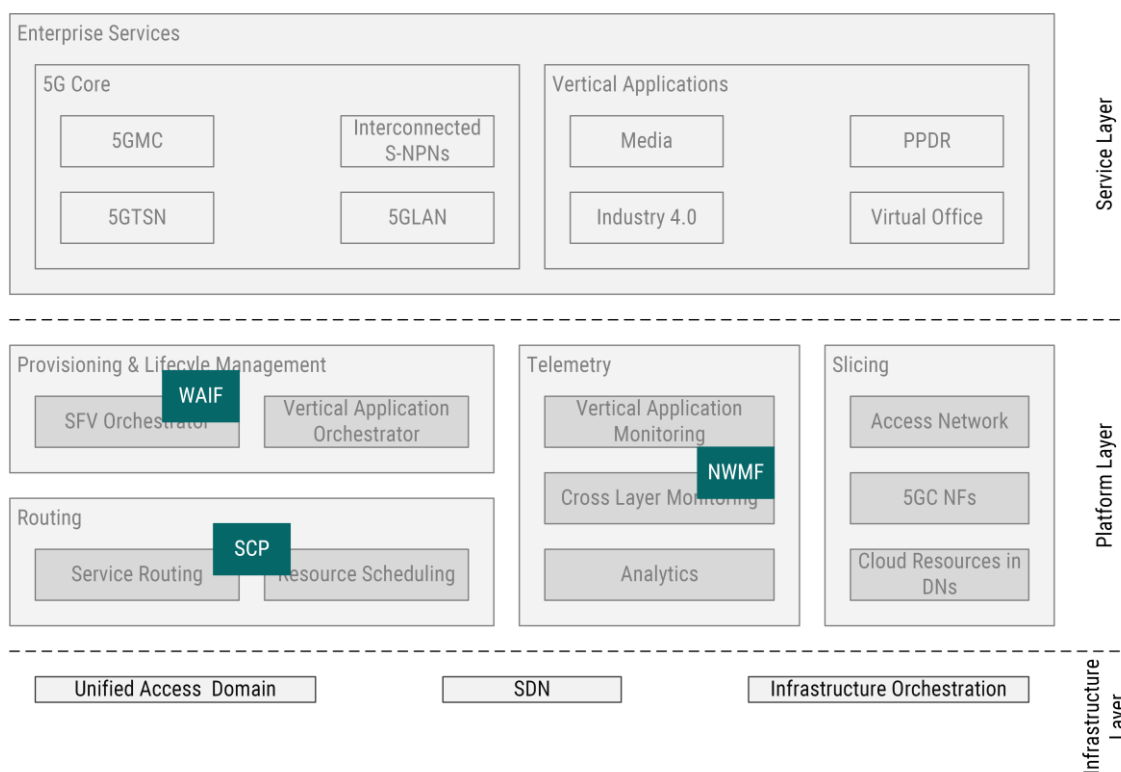 Enterprise Services
5G Core
5GMC
Interconnected
S-NPNs
5GTSN
5GLAN
Vertical Applications
Media
PPDR
Industry 4.0
Virtual Office
Service Layer
Provisioning & Lifecyle Management
WAIF
SFV Orchestrator
Vertical Application
Orchestrator
Routing
SCP
Service Routing
Resource Scheduling
Telemetry
Vertical Application
Monitoring
NWMF
Cross Layer Monitoring
Analytics
Slicing
Access Network
5GC NFs
Cloud Resources in
DNs
Platform Layer
Unified Access Domain
SDN
Infrastructure Orchestration
Infrastructure
Layer